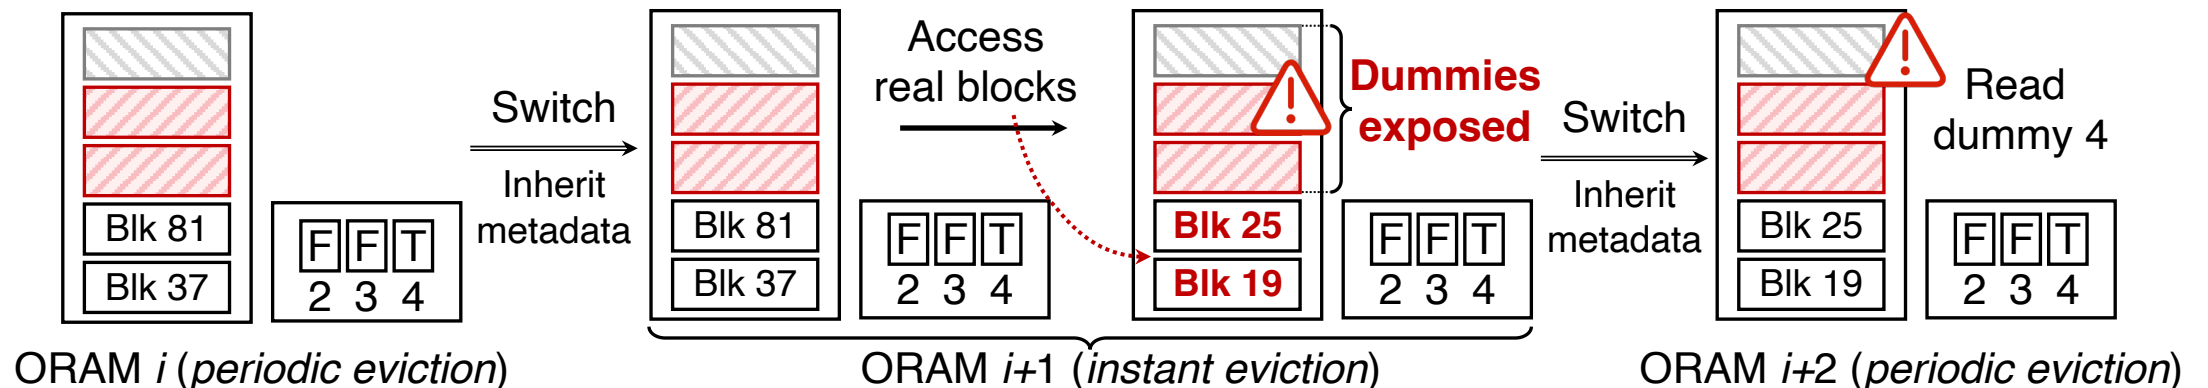 Blk 81
Blk 37
F F T
2 3 4
ORAM i (periodic eviction)
Switch
Inherit
metadata
Blk 81
Blk 37
F F T
2 3 4
Access
real blocks
Blk 25
Blk 19
Dummies
exposed
F F T
2 3 4
ORAM i+1 (instant eviction)
Switch
Inherit
metadata
Blk 25
Blk 19
Read
dummy 4
F F T
2 3 4
ORAM i+2 (periodic eviction)